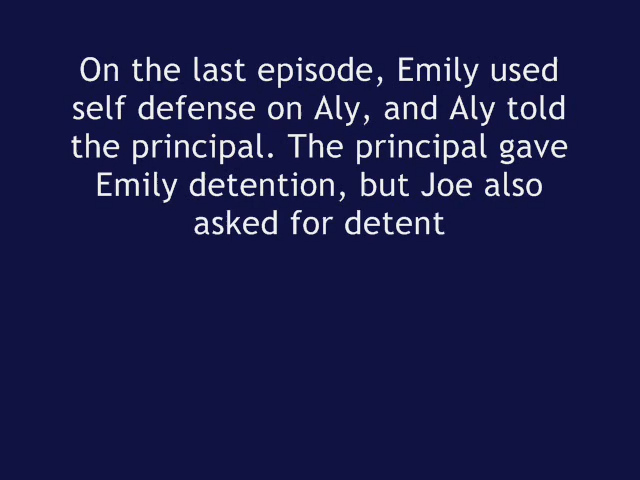 On the last episode, Emily used
self defense on Aly, and Aly told
the principal. The principal gave
Emily detention, but Joe also
asked for detent